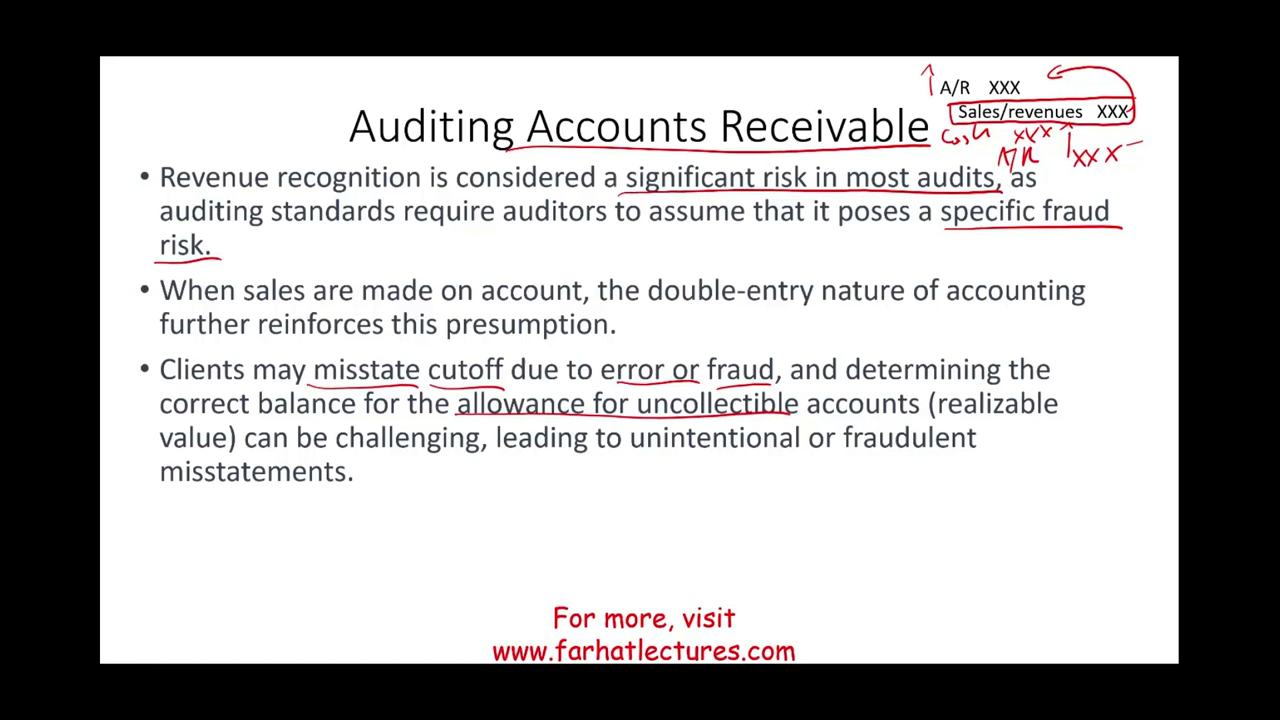 A/R XXX
Sales/revenues XXX
Cash XXX
A/R XXX
Auditing Accounts Receivable
• Revenue recognition is considered a significant risk in most audits, as
auditing standards require auditors to assume that it poses a specific fraud
risk.
• When sales are made on account, the double-entry nature of accounting
further reinforces this presumption.
• Clients may misstate cutoff due to error or fraud, and determining the
correct balance for the allowance for uncollectible accounts (realizable
value) can be challenging, leading to unintentional or fraudulent
misstatements.
For more, visit
www.farhatlectures.com